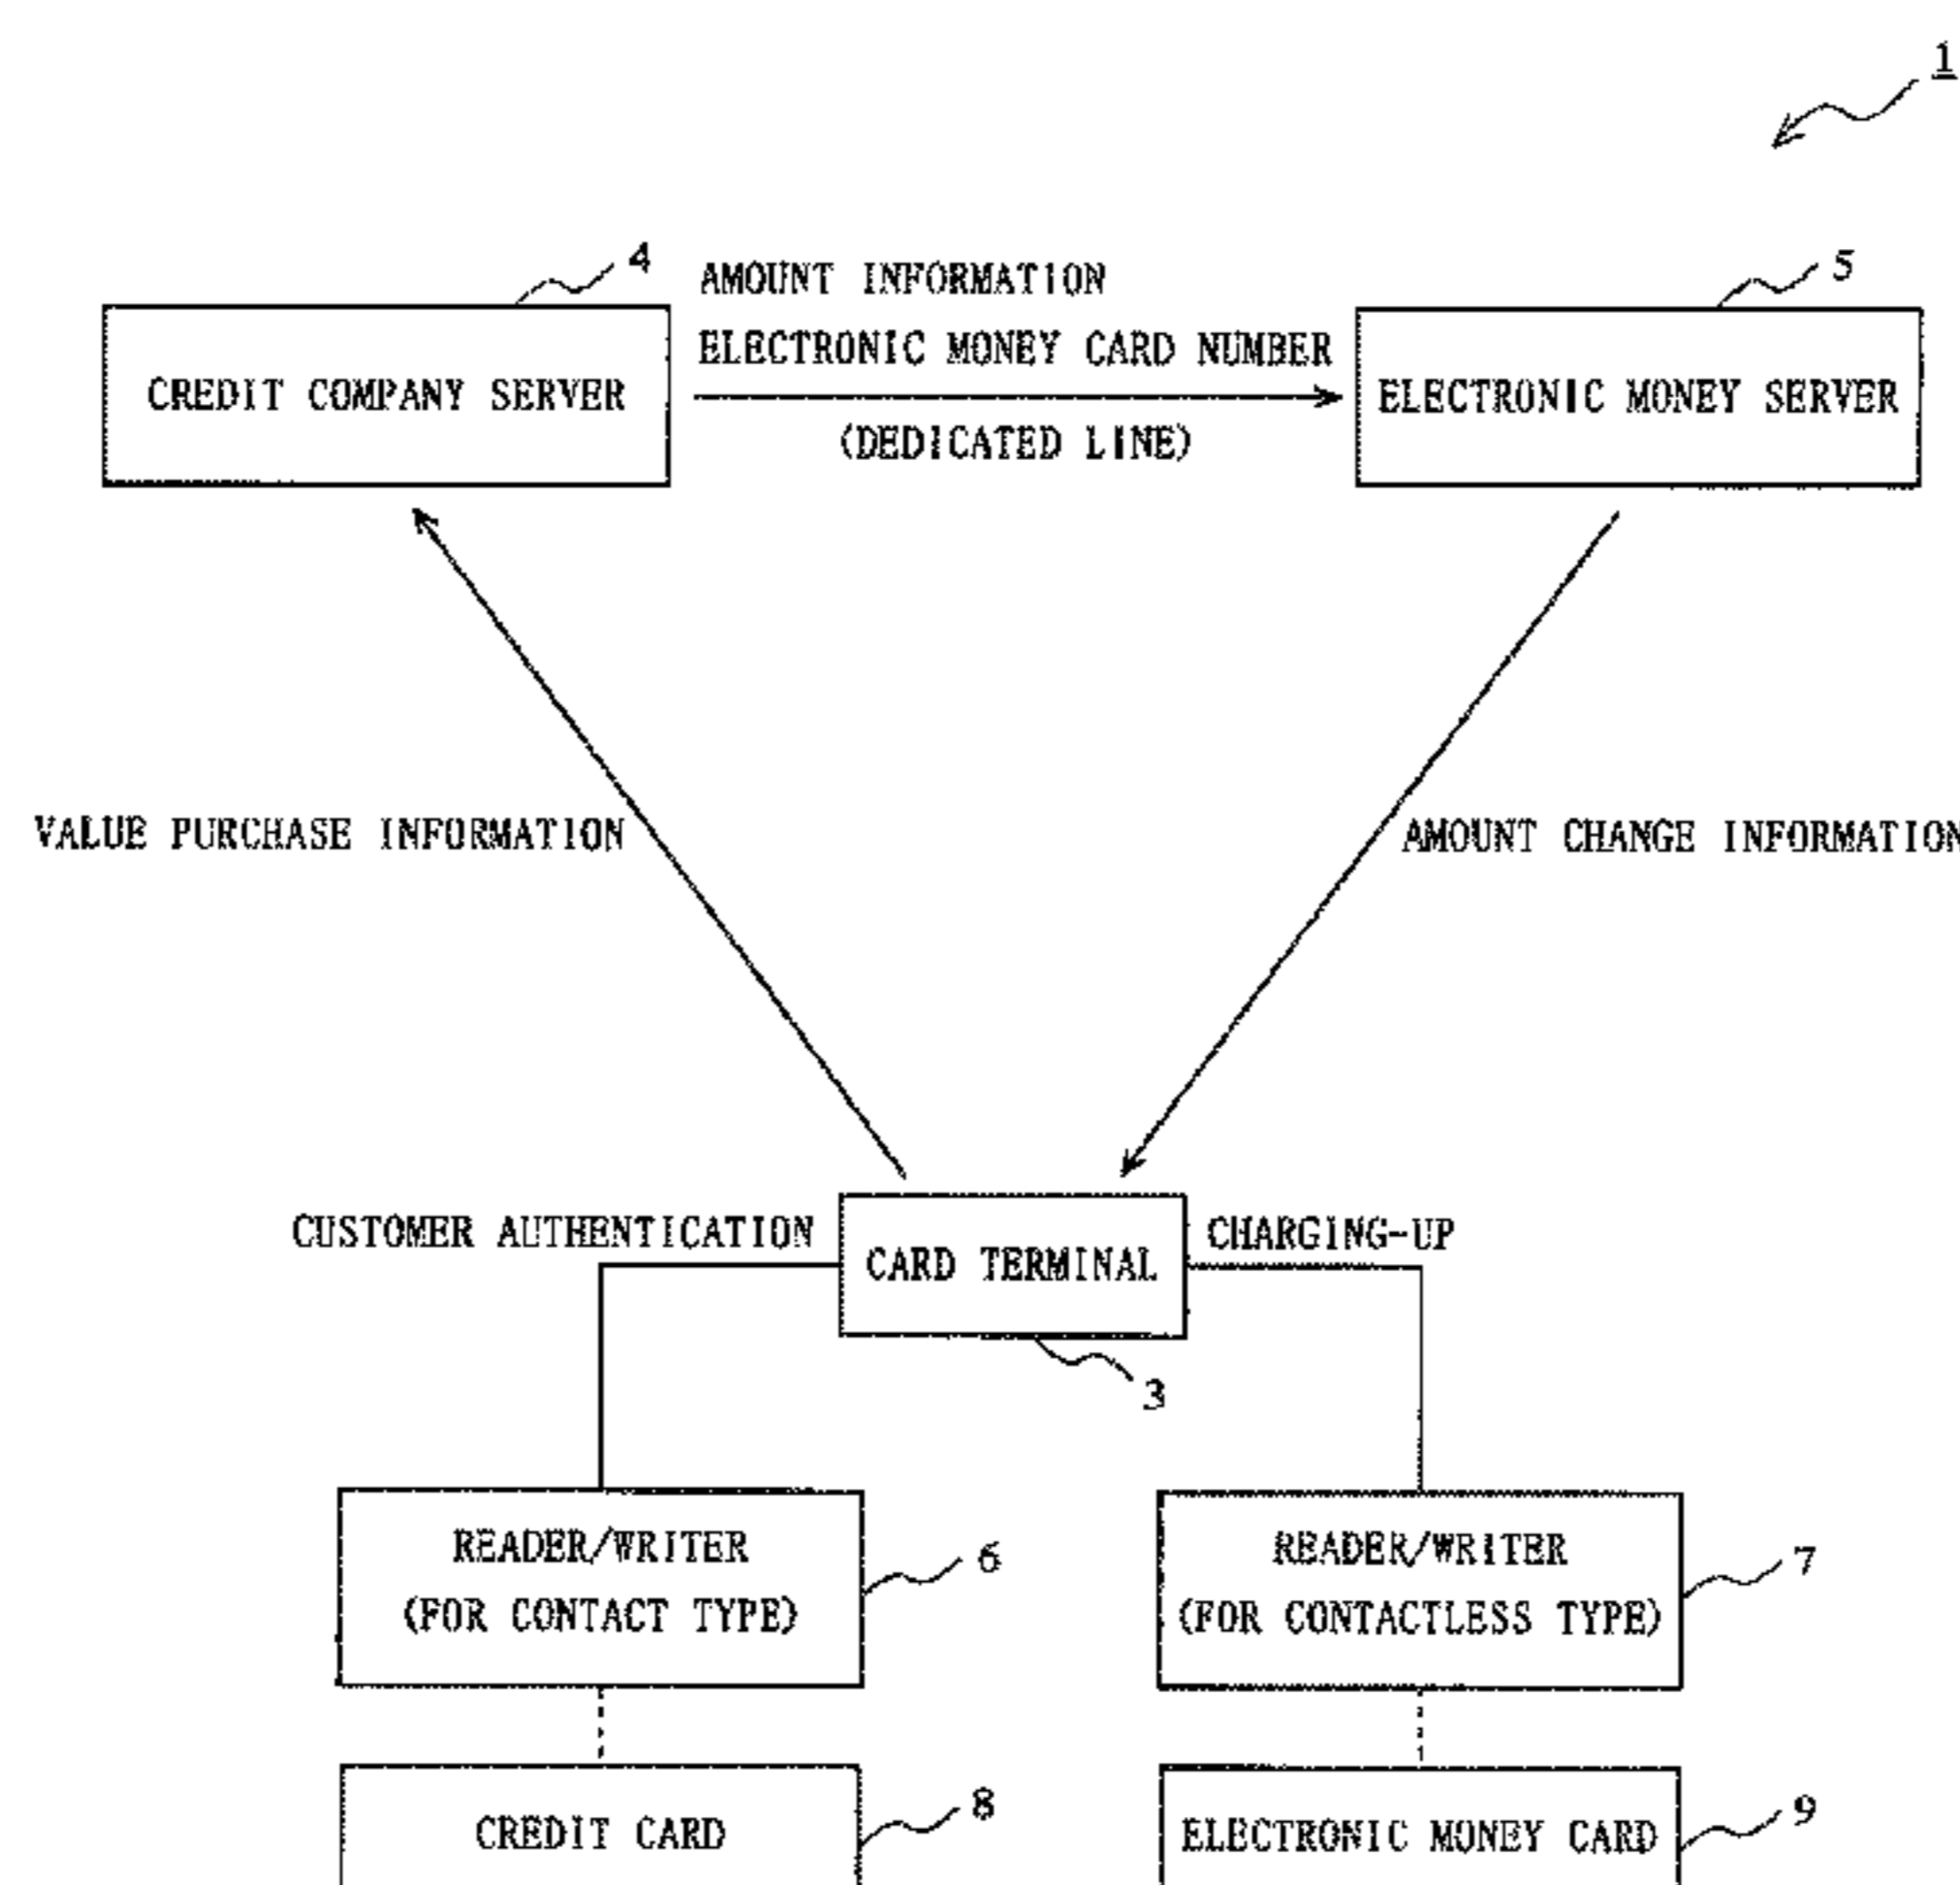 1
4
AMOUNT INFORMATION
5
ELECTRONIC MONEY CARD NUMBER
CREDIT COMPANY SERVER
ELECTRONIC MONEY SERVER
(DEDICATED LINE)
VALUE PURCHASE INFORMATION
AMOUNT CHANGE INFORMATION
CUSTOMER AUTHENTICATION
CHARGING-UP
CARD TERMINAL
3
READER/WRITER
(FOR CONTACT TYPE)
6
READER/WRITER
(FOR CONTACTLESS TYPE)
7
CREDIT CARD
8
ELECTRONIC MONEY CARD
9